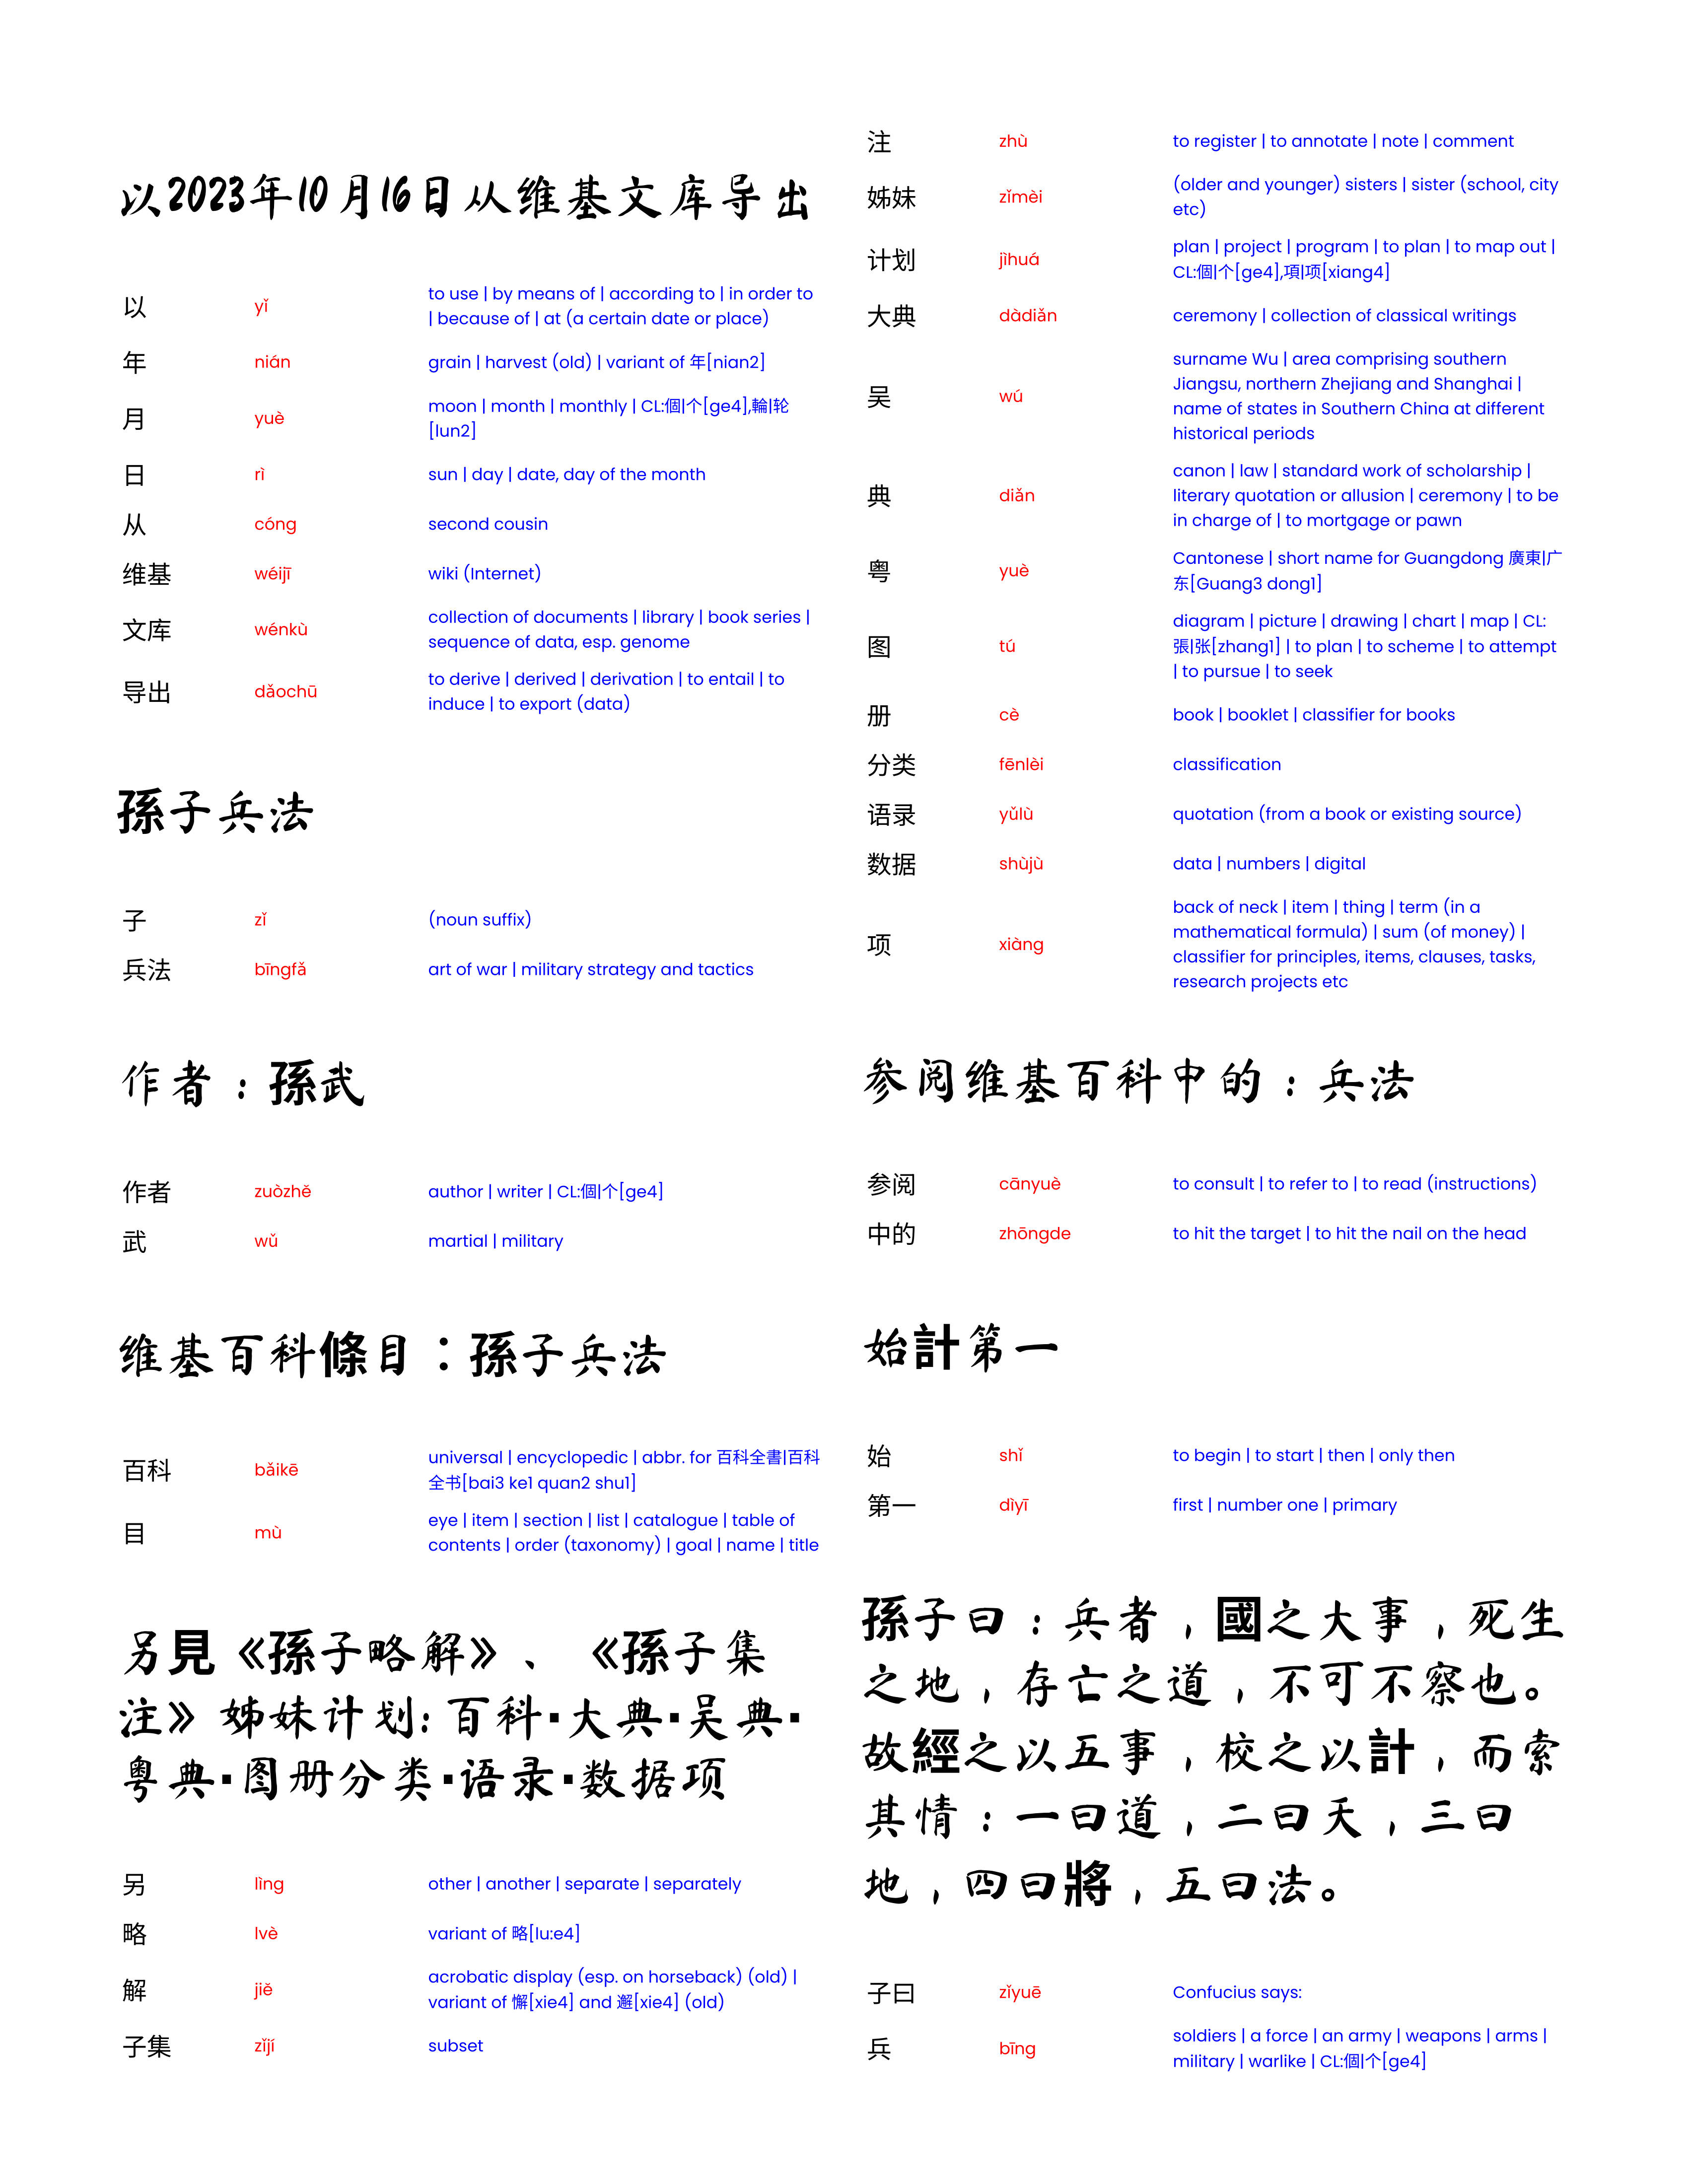 以2023年10月16日从维基文库导出
以 yǐ to use | by means of | according to | in order to
| because of | at (a certain date or place)
年 nián grain | harvest (old) | variant of 年[nian2]
月 yuè moon | month | monthly | CL:個|个[ge4],輪|轮
[lun2]
日 rì sun | day | date, day of the month
从 cóng second cousin
维基 wéijī wiki (Internet)
文库 wénkù collection of documents | library | book series |
sequence of data, esp. genome
导出 dǎochū to derive | derived | derivation | to entail | to
induce | to export (data)
孫子兵法
子 zǐ (noun suffix)
兵法 bīngfǎ art of war | military strategy and tactics
作者：孫武
作者 zuòzhě author | writer | CL:個|个[ge4]
武 wǔ martial | military
维基百科條目：孫子兵法
百科 bǎikē universal | encyclopedic | abbr. for 百科全書|百科
全书[bai3 ke1 quan2 shu1]
目 mù eye | item | section | list | catalogue | table of
contents | order (taxonomy) | goal | name | title
另見《孫子略解》、《孫子集
注》姊妹计划:百科·大典·吴典·
粤典·图册分类·语录·数据项
另 lìng other | another | separate | separately
略 lvè variant of 略[lu:e4]
解 jiě acrobatic display (esp. on horseback) (old) |
variant of 懈[xie4] and 邂[xie4] (old)
子集 zǐjí subset
注 zhù to register | to annotate | note | comment
姊妹 zǐmèi (older and younger) sisters | sister (school, city
etc)
计划 jìhuá plan | project | program | to plan | to map out |
CL:個|个[ge4],項|项[xiang4]
大典 dàdiǎn ceremony | collection of classical writings
吴 wú surname Wu | area comprising southern
Jiangsu, northern Zhejiang and Shanghai |
name of states in Southern China at different
historical periods
典 diǎn canon | law | standard work of scholarship |
literary quotation or allusion | ceremony | to be
in charge of | to mortgage or pawn
粤 yuè Cantonese | short name for Guangdong 廣東|广
东[Guang3 dong1]
图 tú diagram | picture | drawing | chart | map | CL:
張|张[zhang1] | to plan | to scheme | to attempt
| to pursue | to seek
册 cè book | booklet | classifier for books
分类 fēnlèi classification
语录 yǔlù quotation (from a book or existing source)
数据 shùjù data | numbers | digital
项 xiàng back of neck | item | thing | term (in a
mathematical formula) | sum (of money) |
classifier for principles, items, clauses, tasks,
research projects etc
参阅维基百科中的：兵法
参阅 cānyuè to consult | to refer to | to read (instructions)
中的 zhōngde to hit the target | to hit the nail on the head
始計第一
始 shǐ to begin | to start | then | only then
第一 dìyī first | number one | primary
孫子曰：兵者，國之大事，死生
之地，存亡之道，不可不察也。
故經之以五事，校之以計，而索
其情：一曰道，二曰天，三曰
地，四曰將，五曰法。
子曰 zǐyuē Confucius says:
兵 bīng soldiers | a force | an army | weapons | arms |
military | warlike | CL:個|个[ge4]